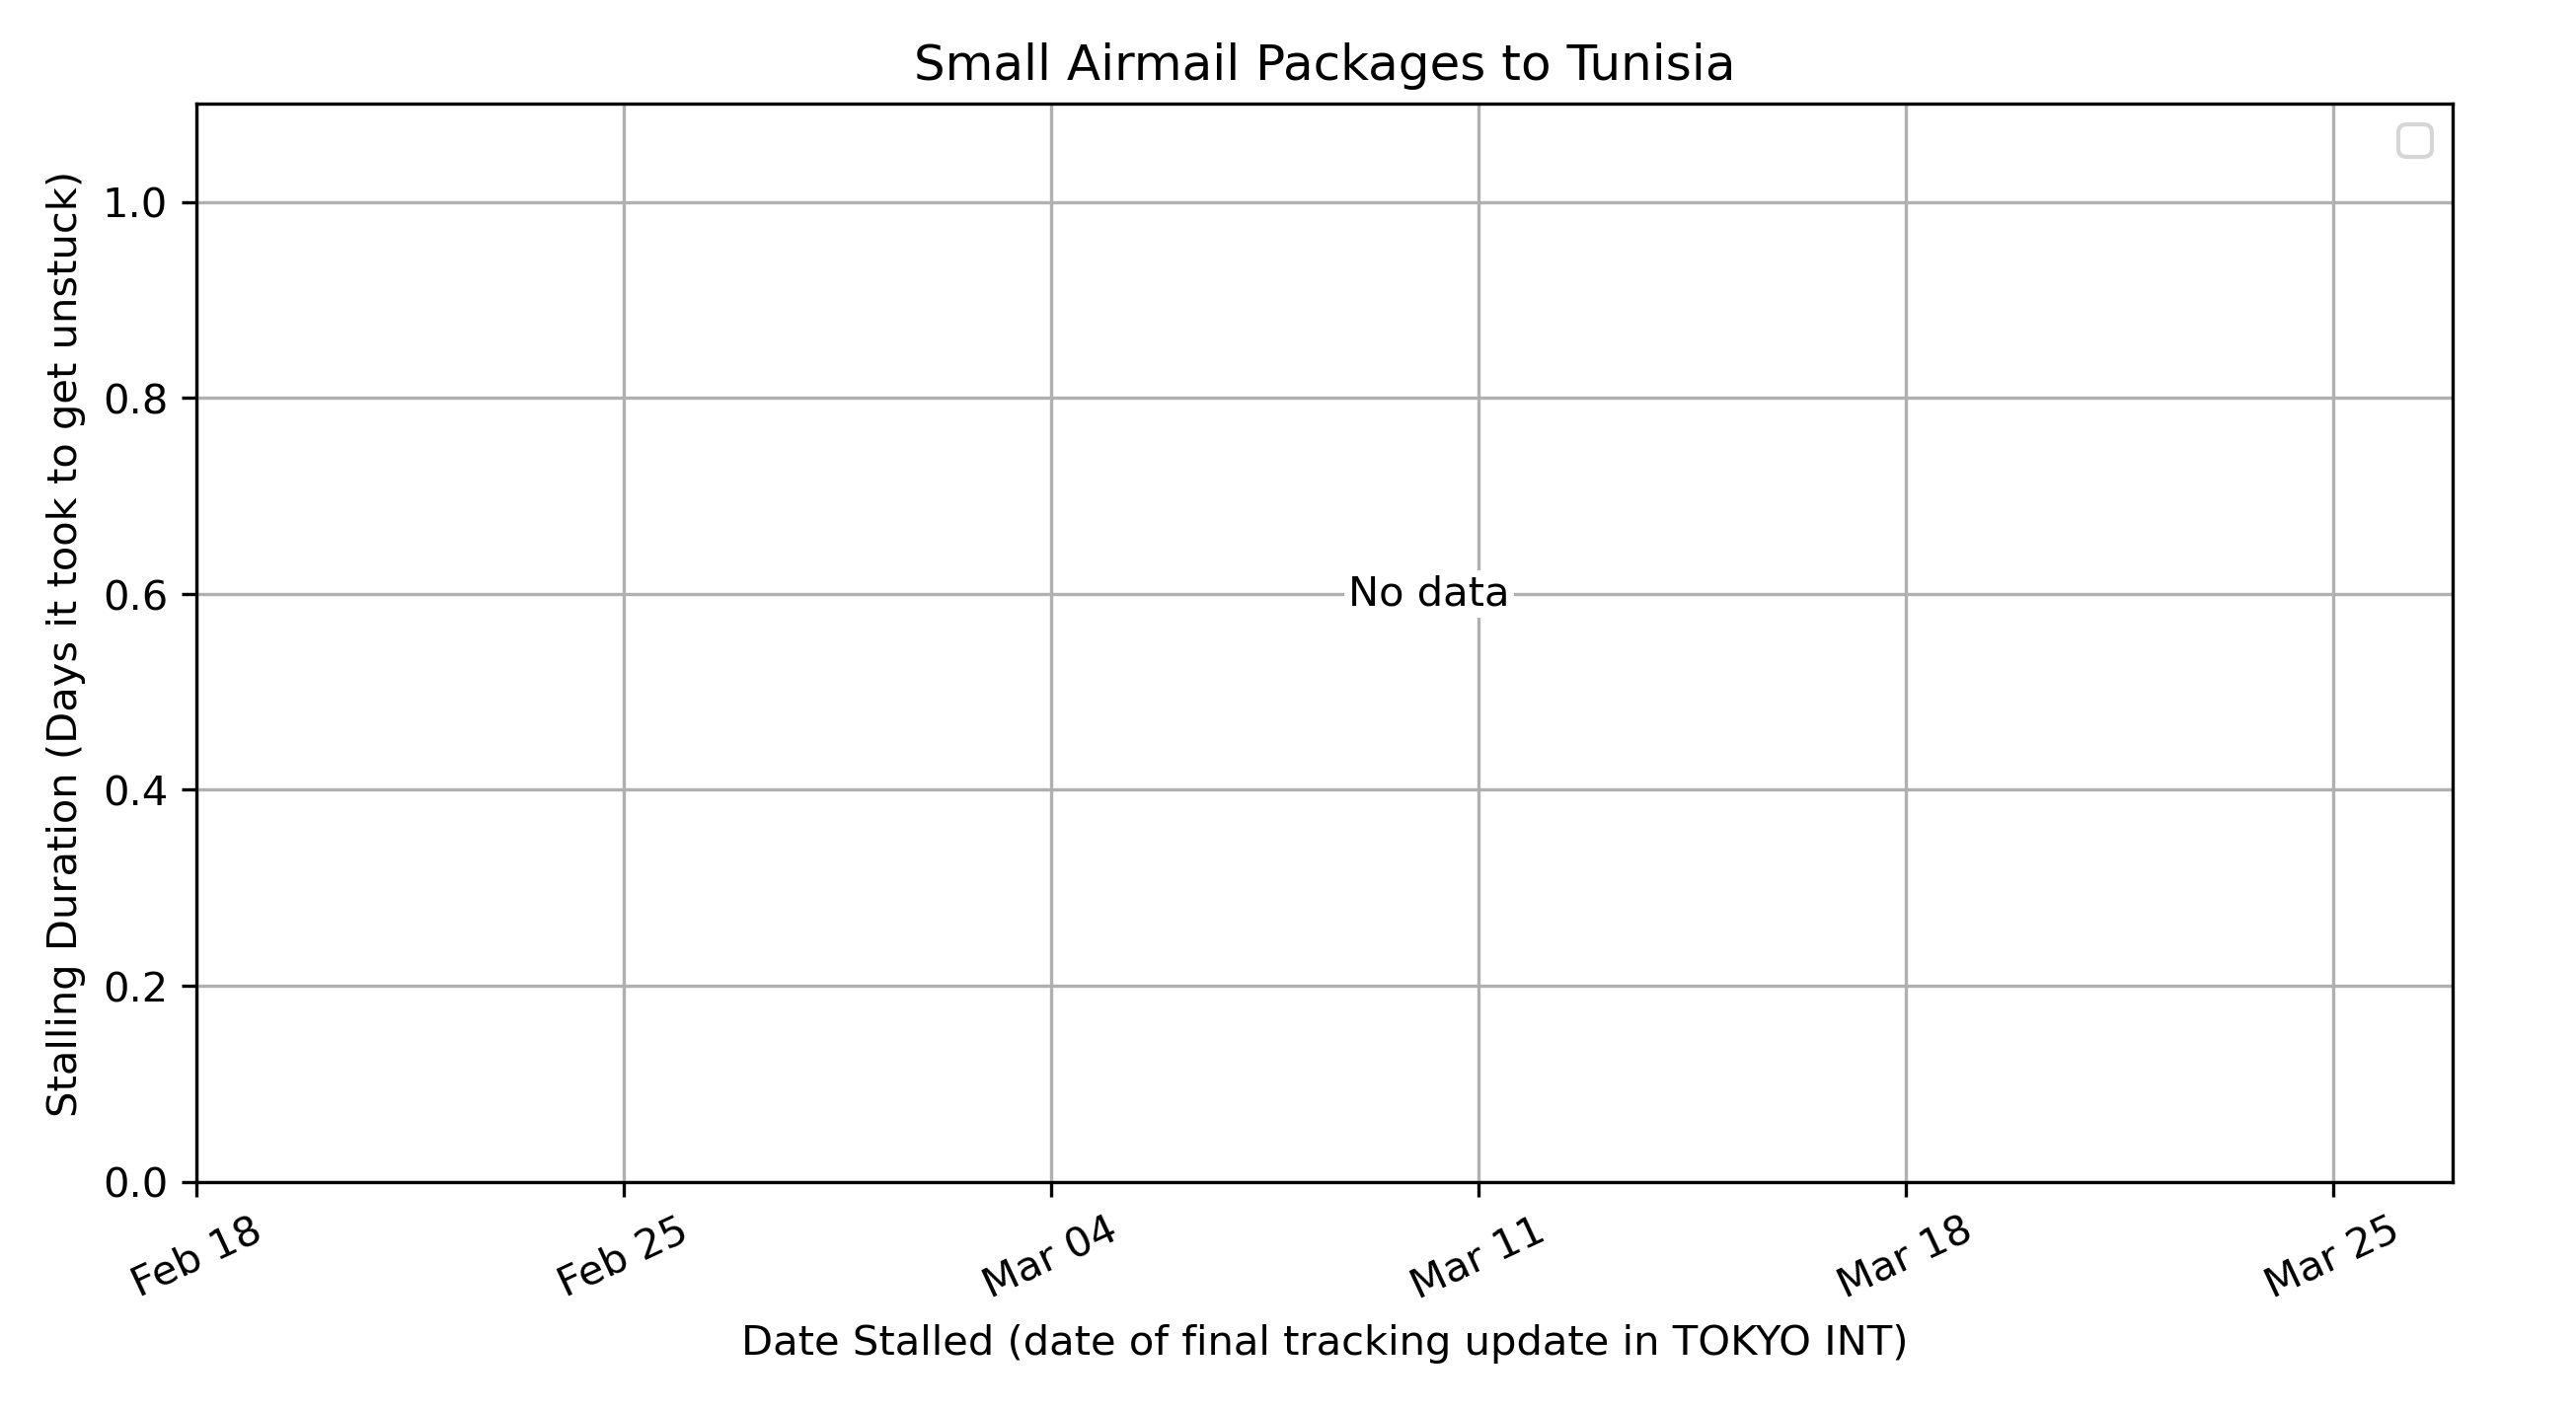 Small Airmail Packages to Tunisia
Stalling Duration (Days it took to get unstuck)
1.0
0.8
0.6
0.4
0.2
0.0
No data
Feb 18
Feb 25
Mar 04
Mar 11
Mar 18
Mar 25
Date Stalled (date of final tracking update in TOKYO INT)